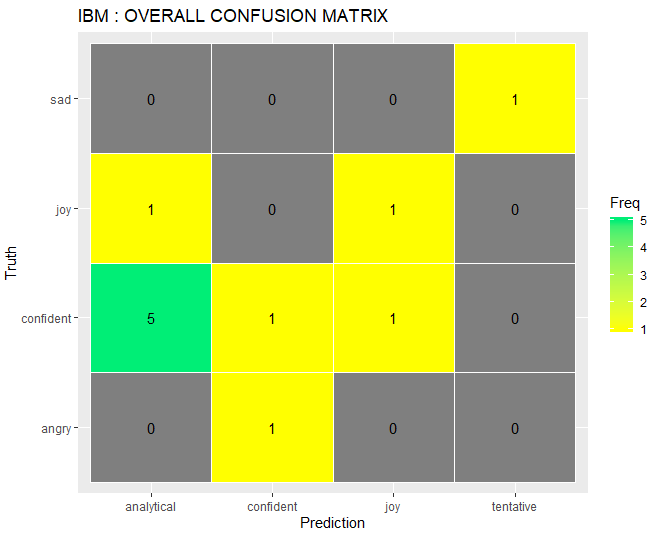 IBM : OVERALL CONFUSION MATRIX
Truth
sad 0 0 0 1
joy 1 0 1 0
confident 5 1 1 0
angry 0 1 0 0
analytical confident joy tentative
Prediction
Freq
5
4
3
2
1